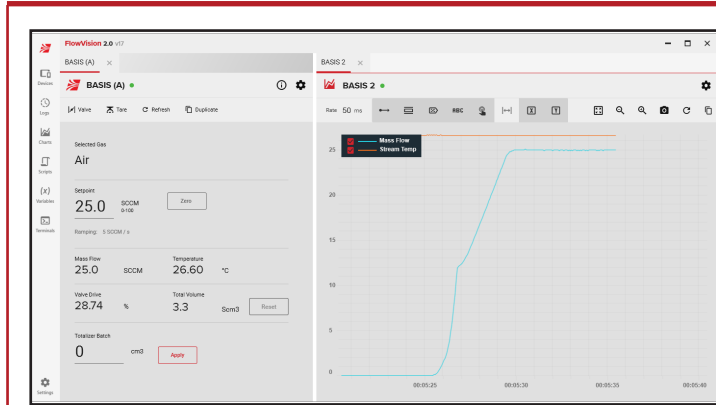 FlowVision 2.0 v17
BASIS (A)
BASIS 2
Devices
Logs
Charts
Scripts
{x}
Variables
Terminals
Settings
BASIS (A)
Valve Tare Refresh Duplicate
Selected Gas
Air
Setpoint
25.0 SCCM
0-100
Zero
Ramping: 5 SCCM / s
Mass Flow Temperature
25.0 SCCM 26.60 °C
Valve Drive Total Volume
28.74 % 3.3 Scm3 Reset
Totalizer Batch
0 cm3 Apply
BASIS 2
Rate 50 ms ABC X Y
Mass Flow
Stream Temp
25
20
15
10
5
0
00:05:25 00:05:30 00:05:35 00:05:40